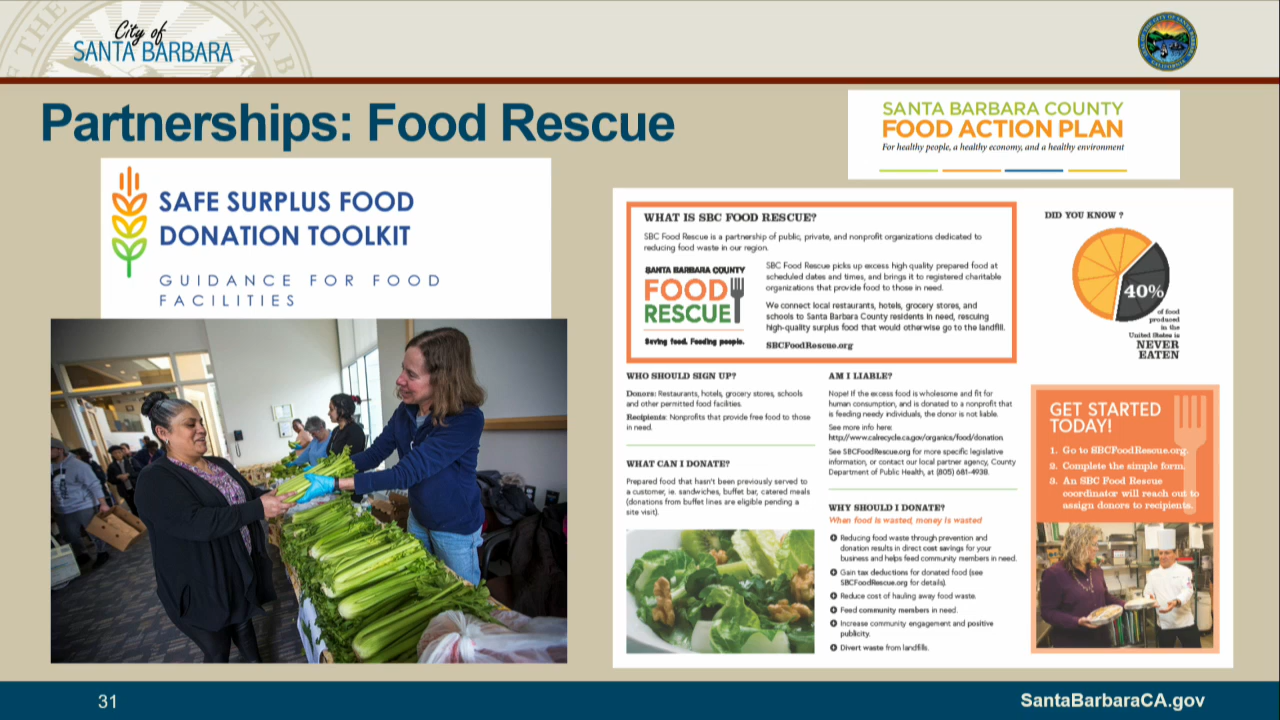 City of
SANTA BARBARA
Partnerships: Food Rescue
SANTA BARBARA COUNTY
FOOD ACTION PLAN
For healthy people, a healthy economy, and a healthy environment
SAFE SURPLUS FOOD
DONATION TOOLKIT
GUIDANCE FOR FOOD
FACILITIES
WHAT IS SBC FOOD RESCUE?
SBC Food Rescue is a partnership of public, private, and nonprofit organizations dedicated to
reducing food waste in our region.
SANTA BARBARA COUNTY
FOOD
RESCUE
Saving food. Feeding people.
SBC Food Rescue picks up excess high quality prepared food at
scheduled dates and times, and brings it to registered charitable
organizations that provide food to those in need.
We connect local restaurants, hotels, grocery stores, and
schools to Santa Barbara County residents in need, rescuing
high-quality surplus food that would otherwise go to the landfill.
SBCFoodRescue.org
WHO SHOULD SIGN UP?
Donors: Restaurants, hotels, grocery stores, schools
and other permitted food facilities.
Recipients: Nonprofits that provide free food to those
in need.
WHAT CAN I DONATE?
Prepared food that hasn't been previously served to
a customer, ie. sandwiches, buffet bar, catered meals
(donations from buffet lines are eligible pending a
site visit).
AM I LIABLE?
Nope! If the excess food is wholesome and fit for
human consumption, and is donated to a nonprofit that
is feeding needy individuals, the donor is not liable.
See more info here:
http://www.calrecycle.ca.gov/organics/food/donation.
See SBCFoodRescue.org for more specific legislative
information, or contact our local partner agency, County
Department of Public Health, at (805) 681-4938.
WHY SHOULD I DONATE?
When food is wasted, money is wasted
Reducing food waste through prevention and
donation results in direct cost savings for your
business and helps feed community members in need.
Gain tax deductions for donated food (see
SBCFoodRescue.org for details).
Reduce cost of hauling away food waste.
Feed community members in need.
Increase community engagement and positive
publicity.
Divert waste from landfills.
DID YOU KNOW ?
40%
of food
produced
in the
United States is
NEVER
EATEN
GET STARTED
TODAY!
1. Go to SBCFoodRescue.org.
2. Complete the simple form.
3. An SBC Food Rescue
coordinator will reach out to
assign donors to recipients.
31
SantaBarbaraCA.gov